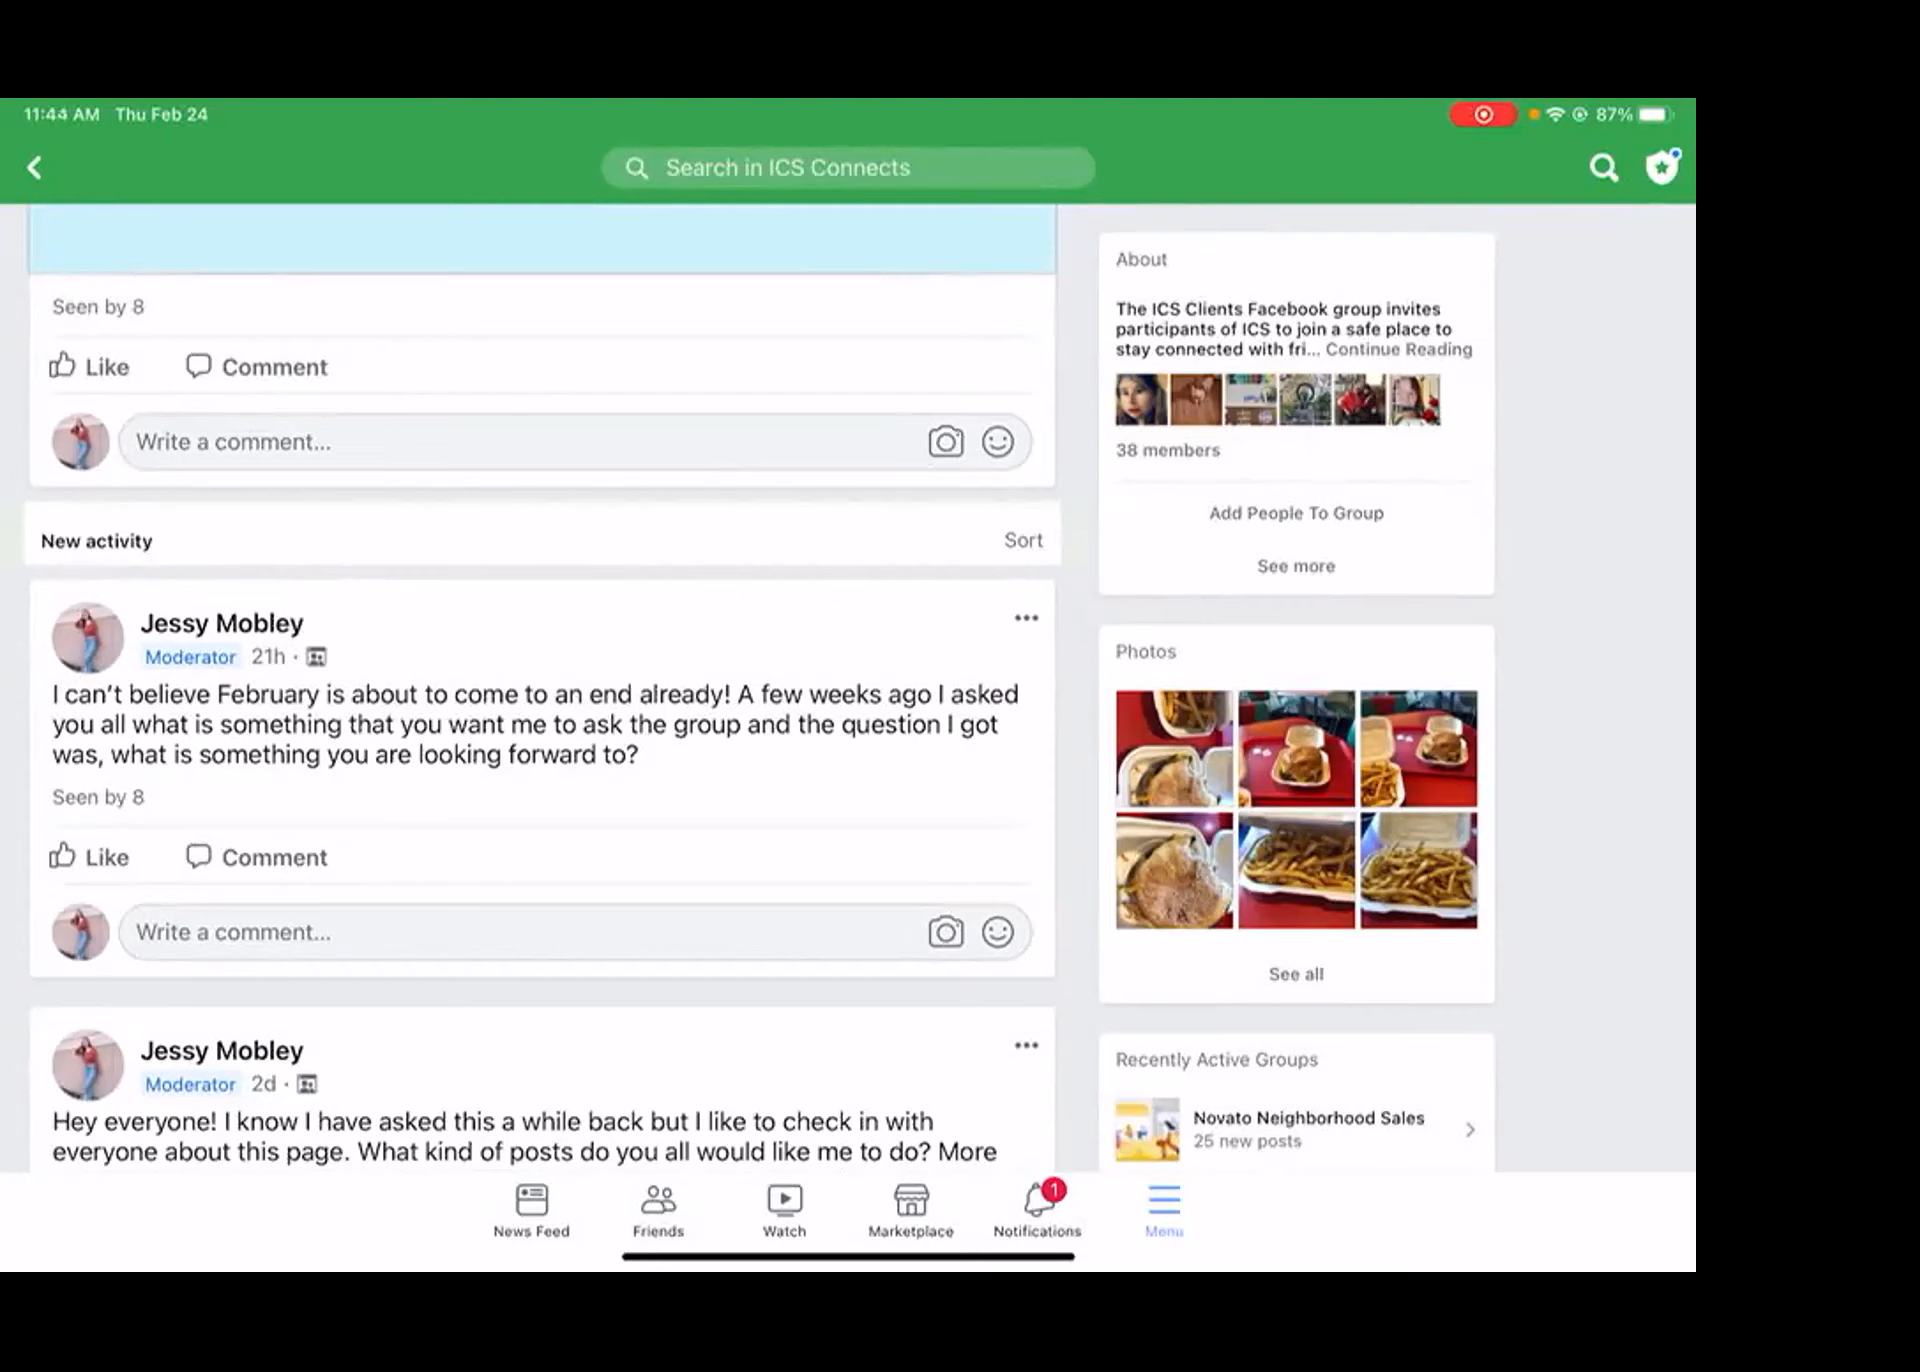 11:44 AM Thu Feb 24
87%
Search in ICS Connects
Seen by 8
Like Comment
Write a comment...
New activity
Sort
Jessy Mobley
Moderator 21h ·
I can't believe February is about to come to an end already! A few weeks ago I asked
you all what is something that you want me to ask the group and the question I got
was, what is something you are looking forward to?
Seen by 8
Like Comment
Write a comment...
Jessy Mobley
Moderator 2d ·
Hey everyone! I know I have asked this a while back but I like to check in with
everyone about this page. What kind of posts do you all would like me to do? More
About
The ICS Clients Facebook group invites
participants of ICS to join a safe place to
stay connected with fri... Continue Reading
38 members
Add People To Group
See more
Photos
See all
Recently Active Groups
Novato Neighborhood Sales
25 new posts
News Feed
Friends
Watch
Marketplace
1
Notifications
Menu